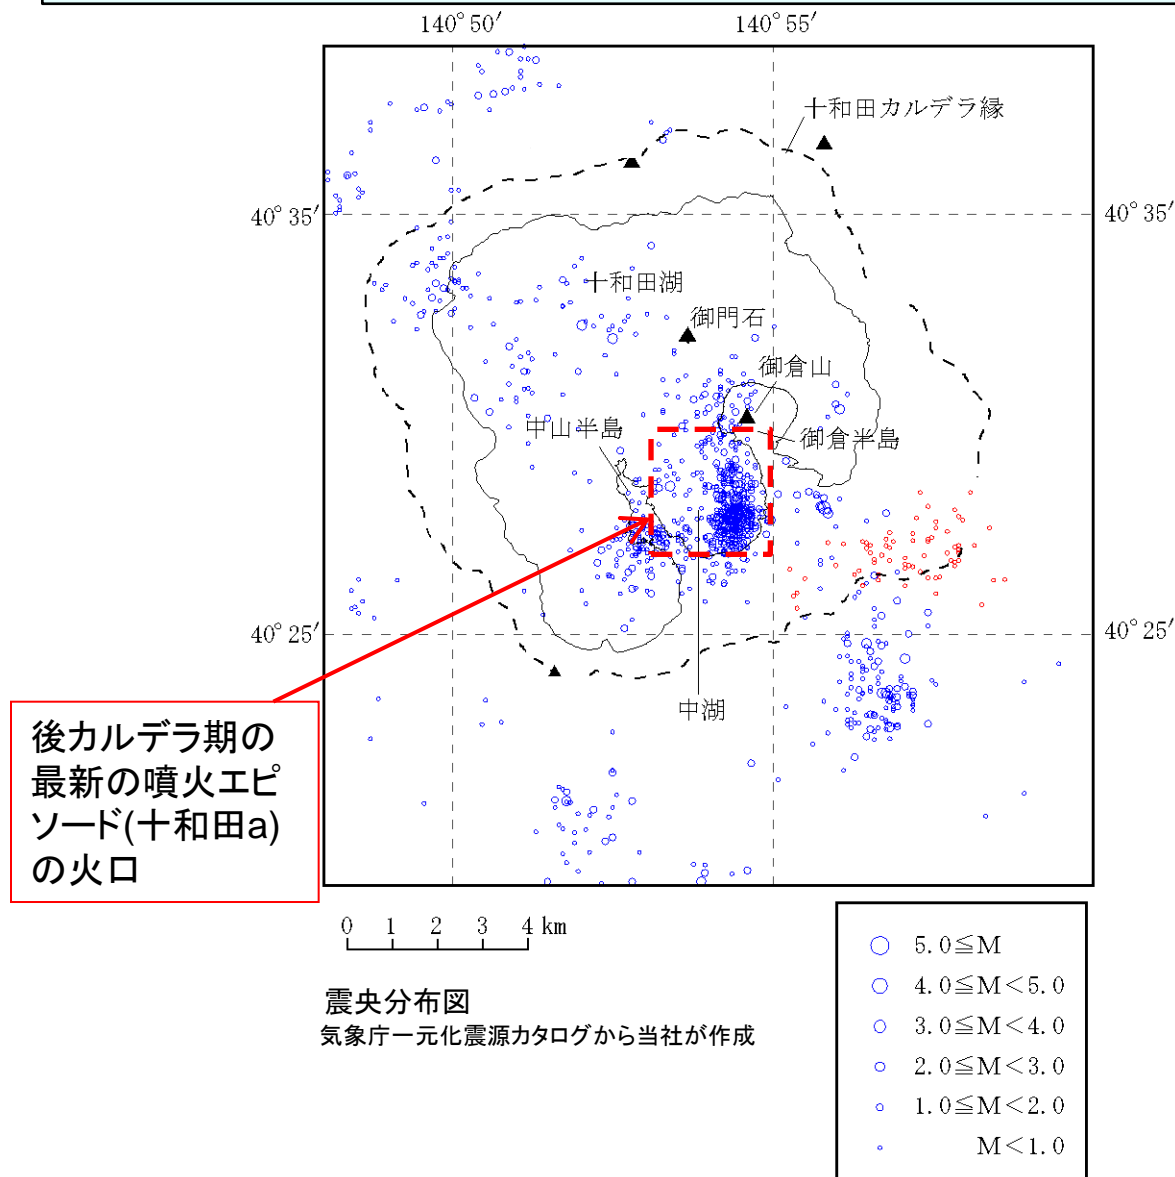 140° 50′
140° 55′
十和田カルデラ縁
40° 35′
40° 35′
十和田湖
御門石
御倉山
中山半島
御倉半島
40° 25′
40° 25′
中湖
後カルデラ期の
最新の噴火エピ
ソード(十和田a)
の火口
0 1 2 3 4 km
震央分布図
気象庁一元化震源カタログから当社が作成
5.0≦M
4.0≦M<5.0
3.0≦M<4.0
2.0≦M<3.0
1.0≦M<2.0
M<1.0